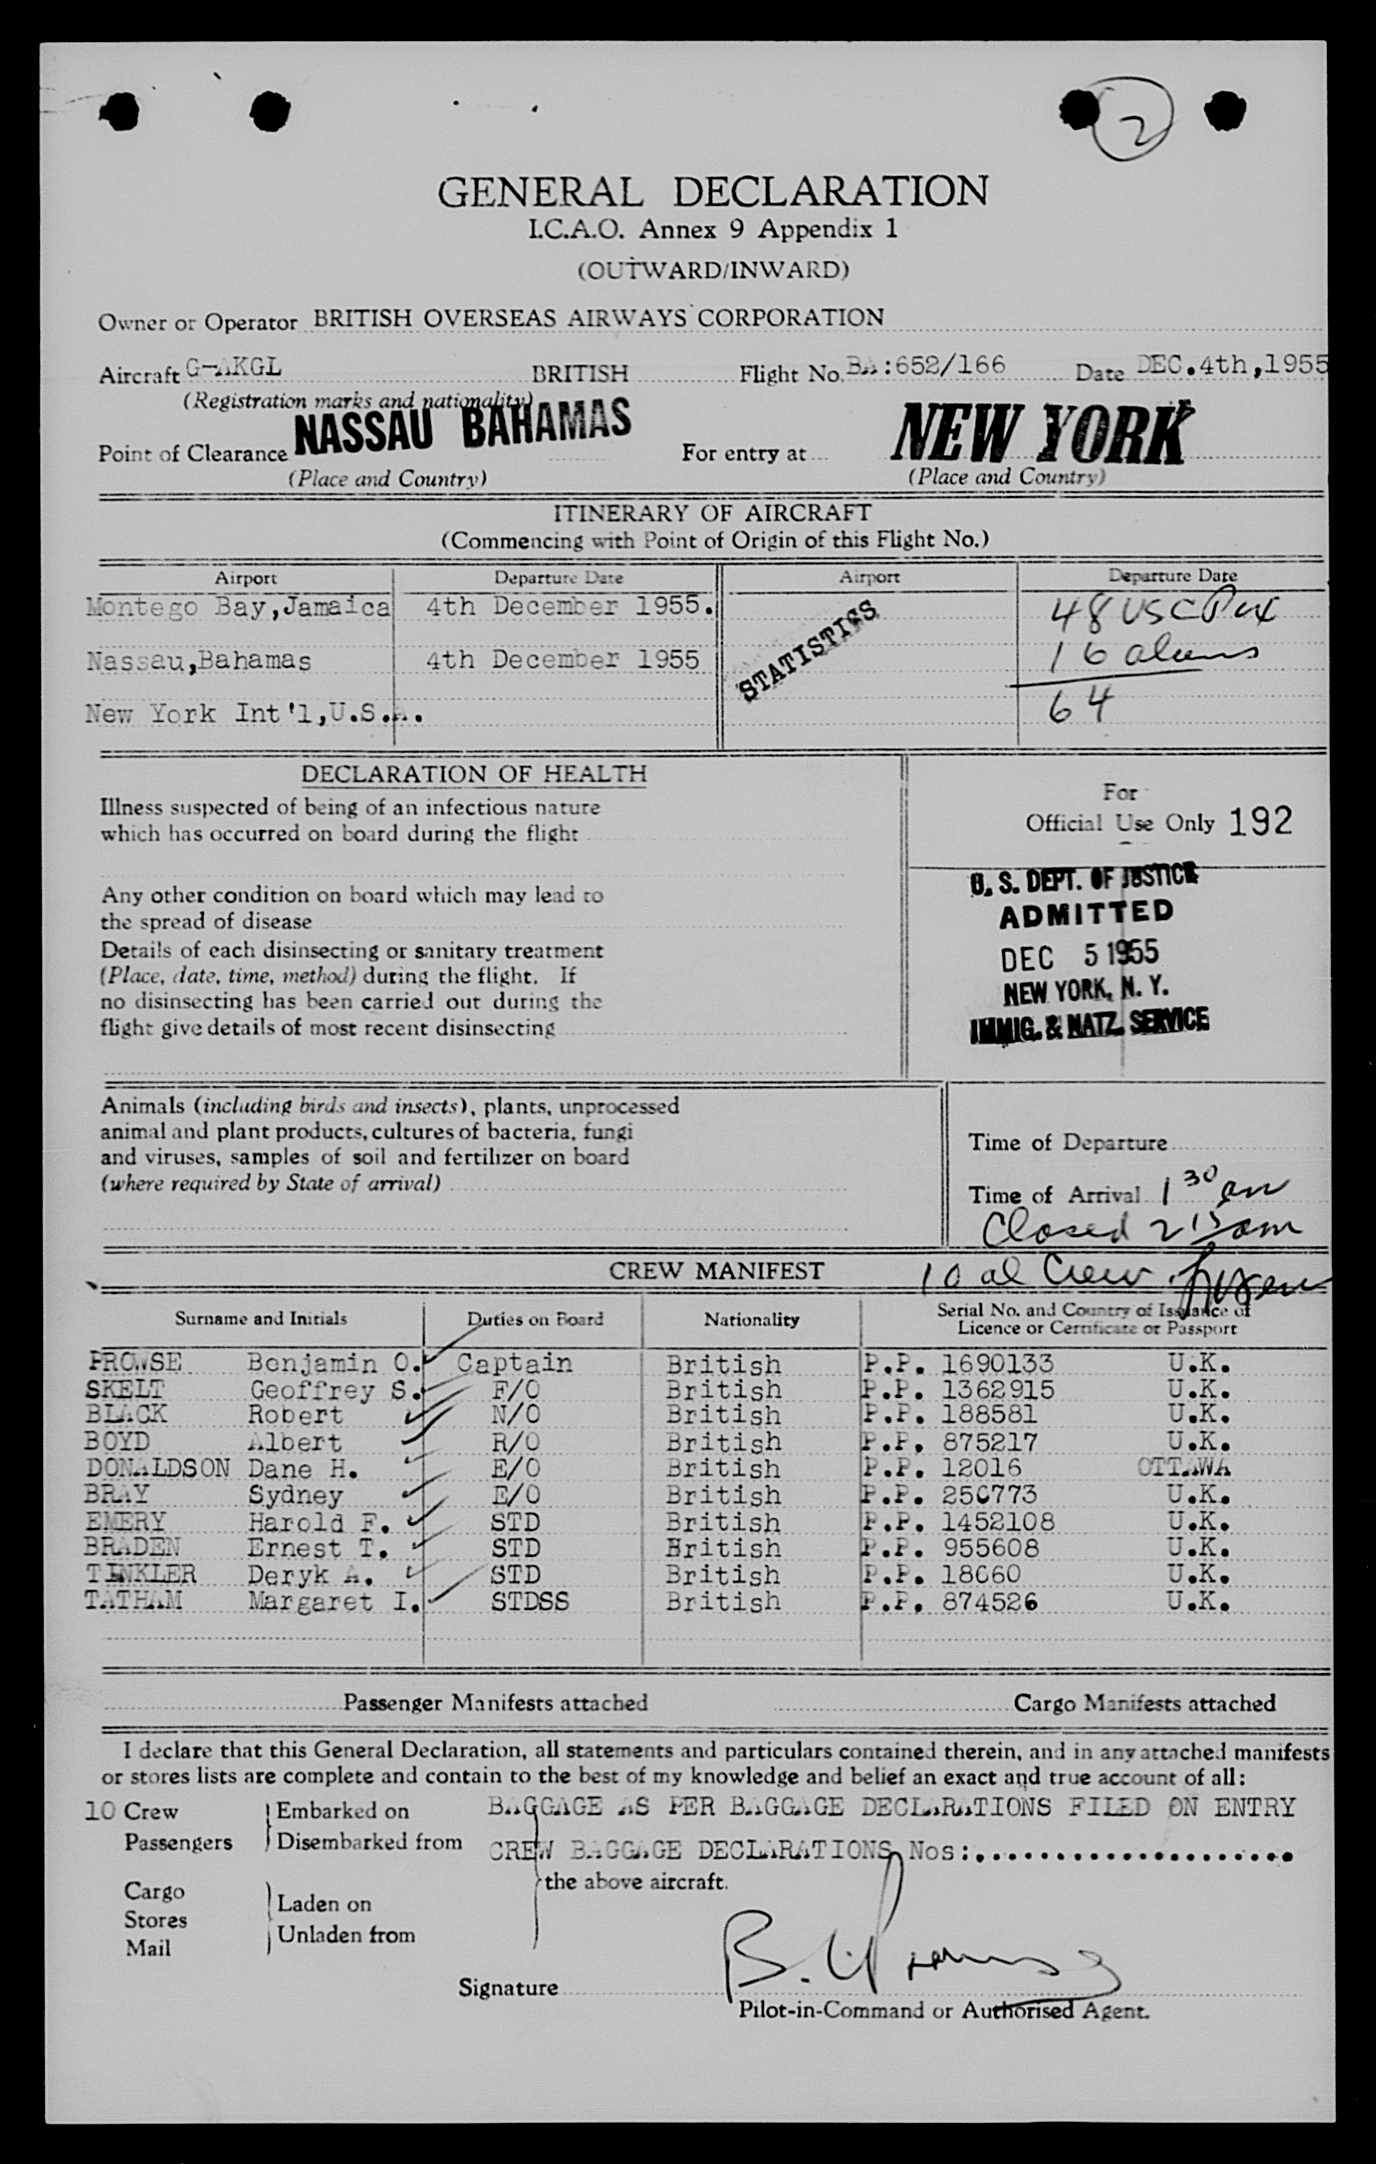 2
GENERAL DECLARATION
I.C.A.O. Annex 9 Appendix 1
(OUTWARD/INWARD)
Owner or Operator BRITISH OVERSEAS AIRWAYS CORPORATION
Aircraft G-AKGL BRITISH Flight No. BA:652/166 Date DEC.4th,1955
(Registration marks and nationality)
Point of Clearance NASSAU BAHAMAS For entry at NEW YORK
(Place and Country) (Place and Country)
ITINERARY OF AIRCRAFT
(Commencing with Point of Origin of this Flight No.)
Airport Departure Date Airport Departure Date
Montego Bay,Jamaica 4th December 1955. 48 USC Pax
Nassau,Bahamas 4th December 1955 STATISTICS 16 aliens
New York Int'l,U.S.A. 64
DECLARATION OF HEALTH
Illness suspected of being of an infectious nature
which has occurred on board during the flight
Any other condition on board which may lead to
the spread of disease
Details of each disinsecting or sanitary treatment
(Place, date, time, method) during the flight. If
no disinsecting has been carried out during the
flight give details of most recent disinsecting
For
Official Use Only 192
U. S. DEPT. OF JUSTICE
ADMITTED
DEC 5 1955
NEW YORK, N. Y.
IMMIG. & NATZ. SERVICE
Animals (including birds and insects), plants, unprocessed
animal and plant products, cultures of bacteria, fungi
and viruses, samples of soil and fertilizer on board
(where required by State of arrival)
Time of Departure
Time of Arrival 1 30 am
Closed 2 15 am
CREW MANIFEST 10 al Crew
Surname and Initials Duties on Board Nationality Serial No. and Country of Issuance of
Licence or Certificate or Passport
PROWSE Benjamin O. Captain British P.P. 1690133 U.K.
SKELT Geoffrey S. F/O British P.P. 1362915 U.K.
BLACK Robert N/O British P.P. 188581 U.K.
BOYD Albert R/O British P.P. 875217 U.K.
DONALDSON Dane H. E/O British P.P. 12016 OTTAWA
BRAY Sydney E/O British P.P. 250773 U.K.
EMERY Harold F. STD British P.P. 1452108 U.K.
BRADEN Ernest T. STD British P.P. 955608 U.K.
TINKLER Deryk A. STD British P.P. 18060 U.K.
TATHAM Margaret I. STDSS British P.P. 874526 U.K.
Passenger Manifests attached Cargo Manifests attached
I declare that this General Declaration, all statements and particulars contained therein, and in any attached manifests
or stores lists are complete and contain to the best of my knowledge and belief an exact and true account of all:
10 Crew Embarked on BAGGAGE AS PER BAGGAGE DECLARATIONS FILED ON ENTRY
Passengers Disembarked from CREW BAGGAGE DECLARATIONS Nos:.....................
the above aircraft.
Cargo
Stores Laden on
Mail Unladen from
Signature
Pilot-in-Command or Authorised Agent.